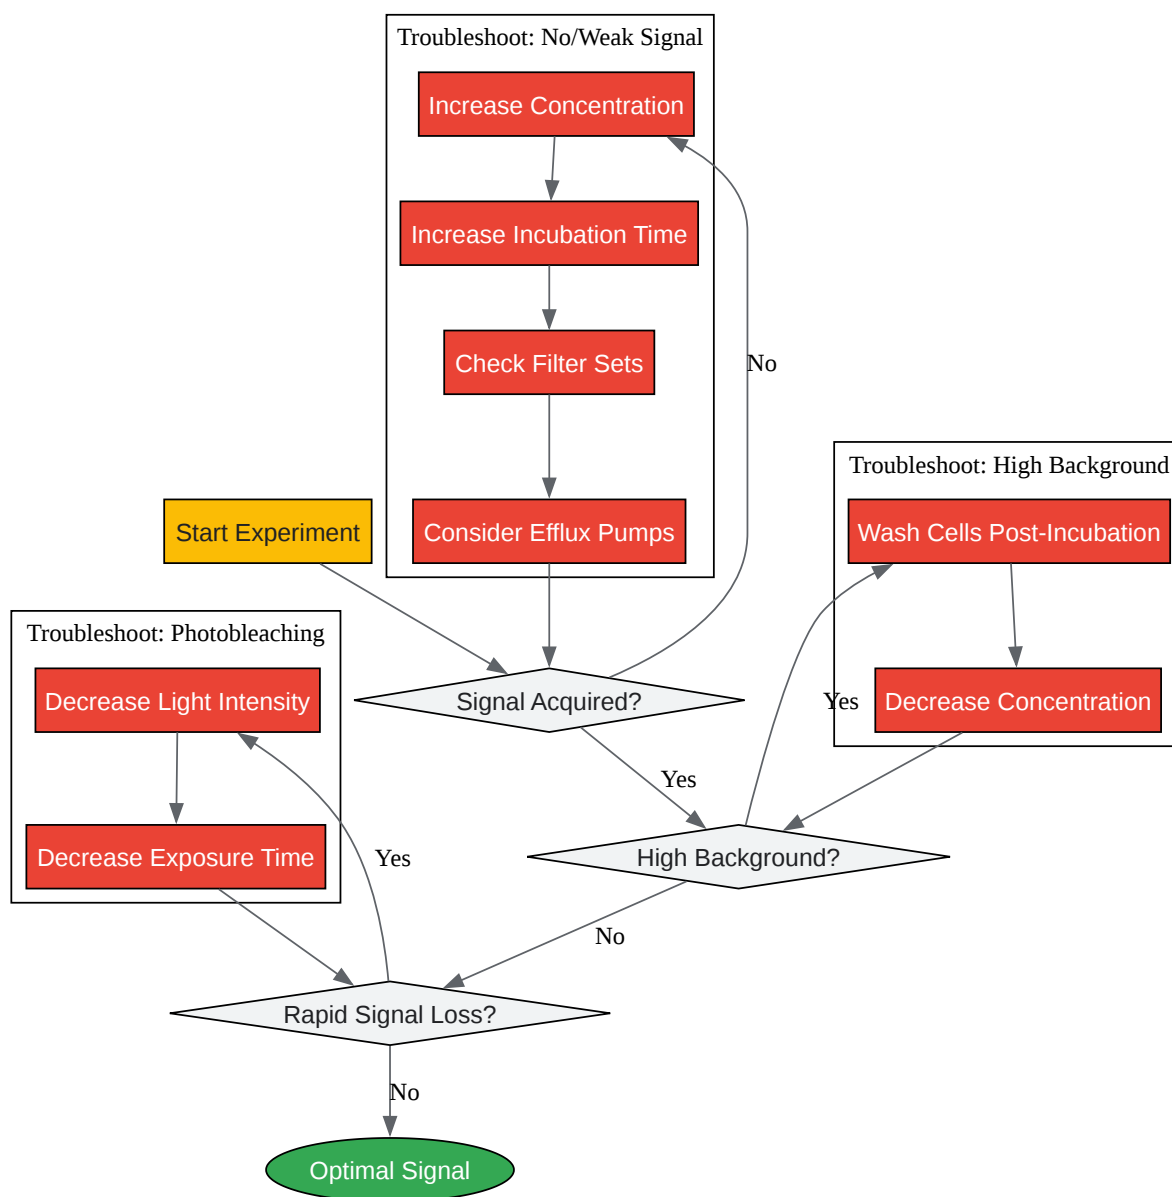 Troubleshoot: No/Weak Signal
Increase Concentration
Increase Incubation Time
Check Filter Sets
No
Troubleshoot: High Background
Start Experiment
Consider Efflux Pumps
Wash Cells Post-Incubation
Troubleshoot: Photobleaching
Decrease Light Intensity
Signal Acquired?
Yes
Decrease Concentration
Yes
Decrease Exposure Time
Yes
High Background?
No
Rapid Signal Loss?
No
Optimal Signal